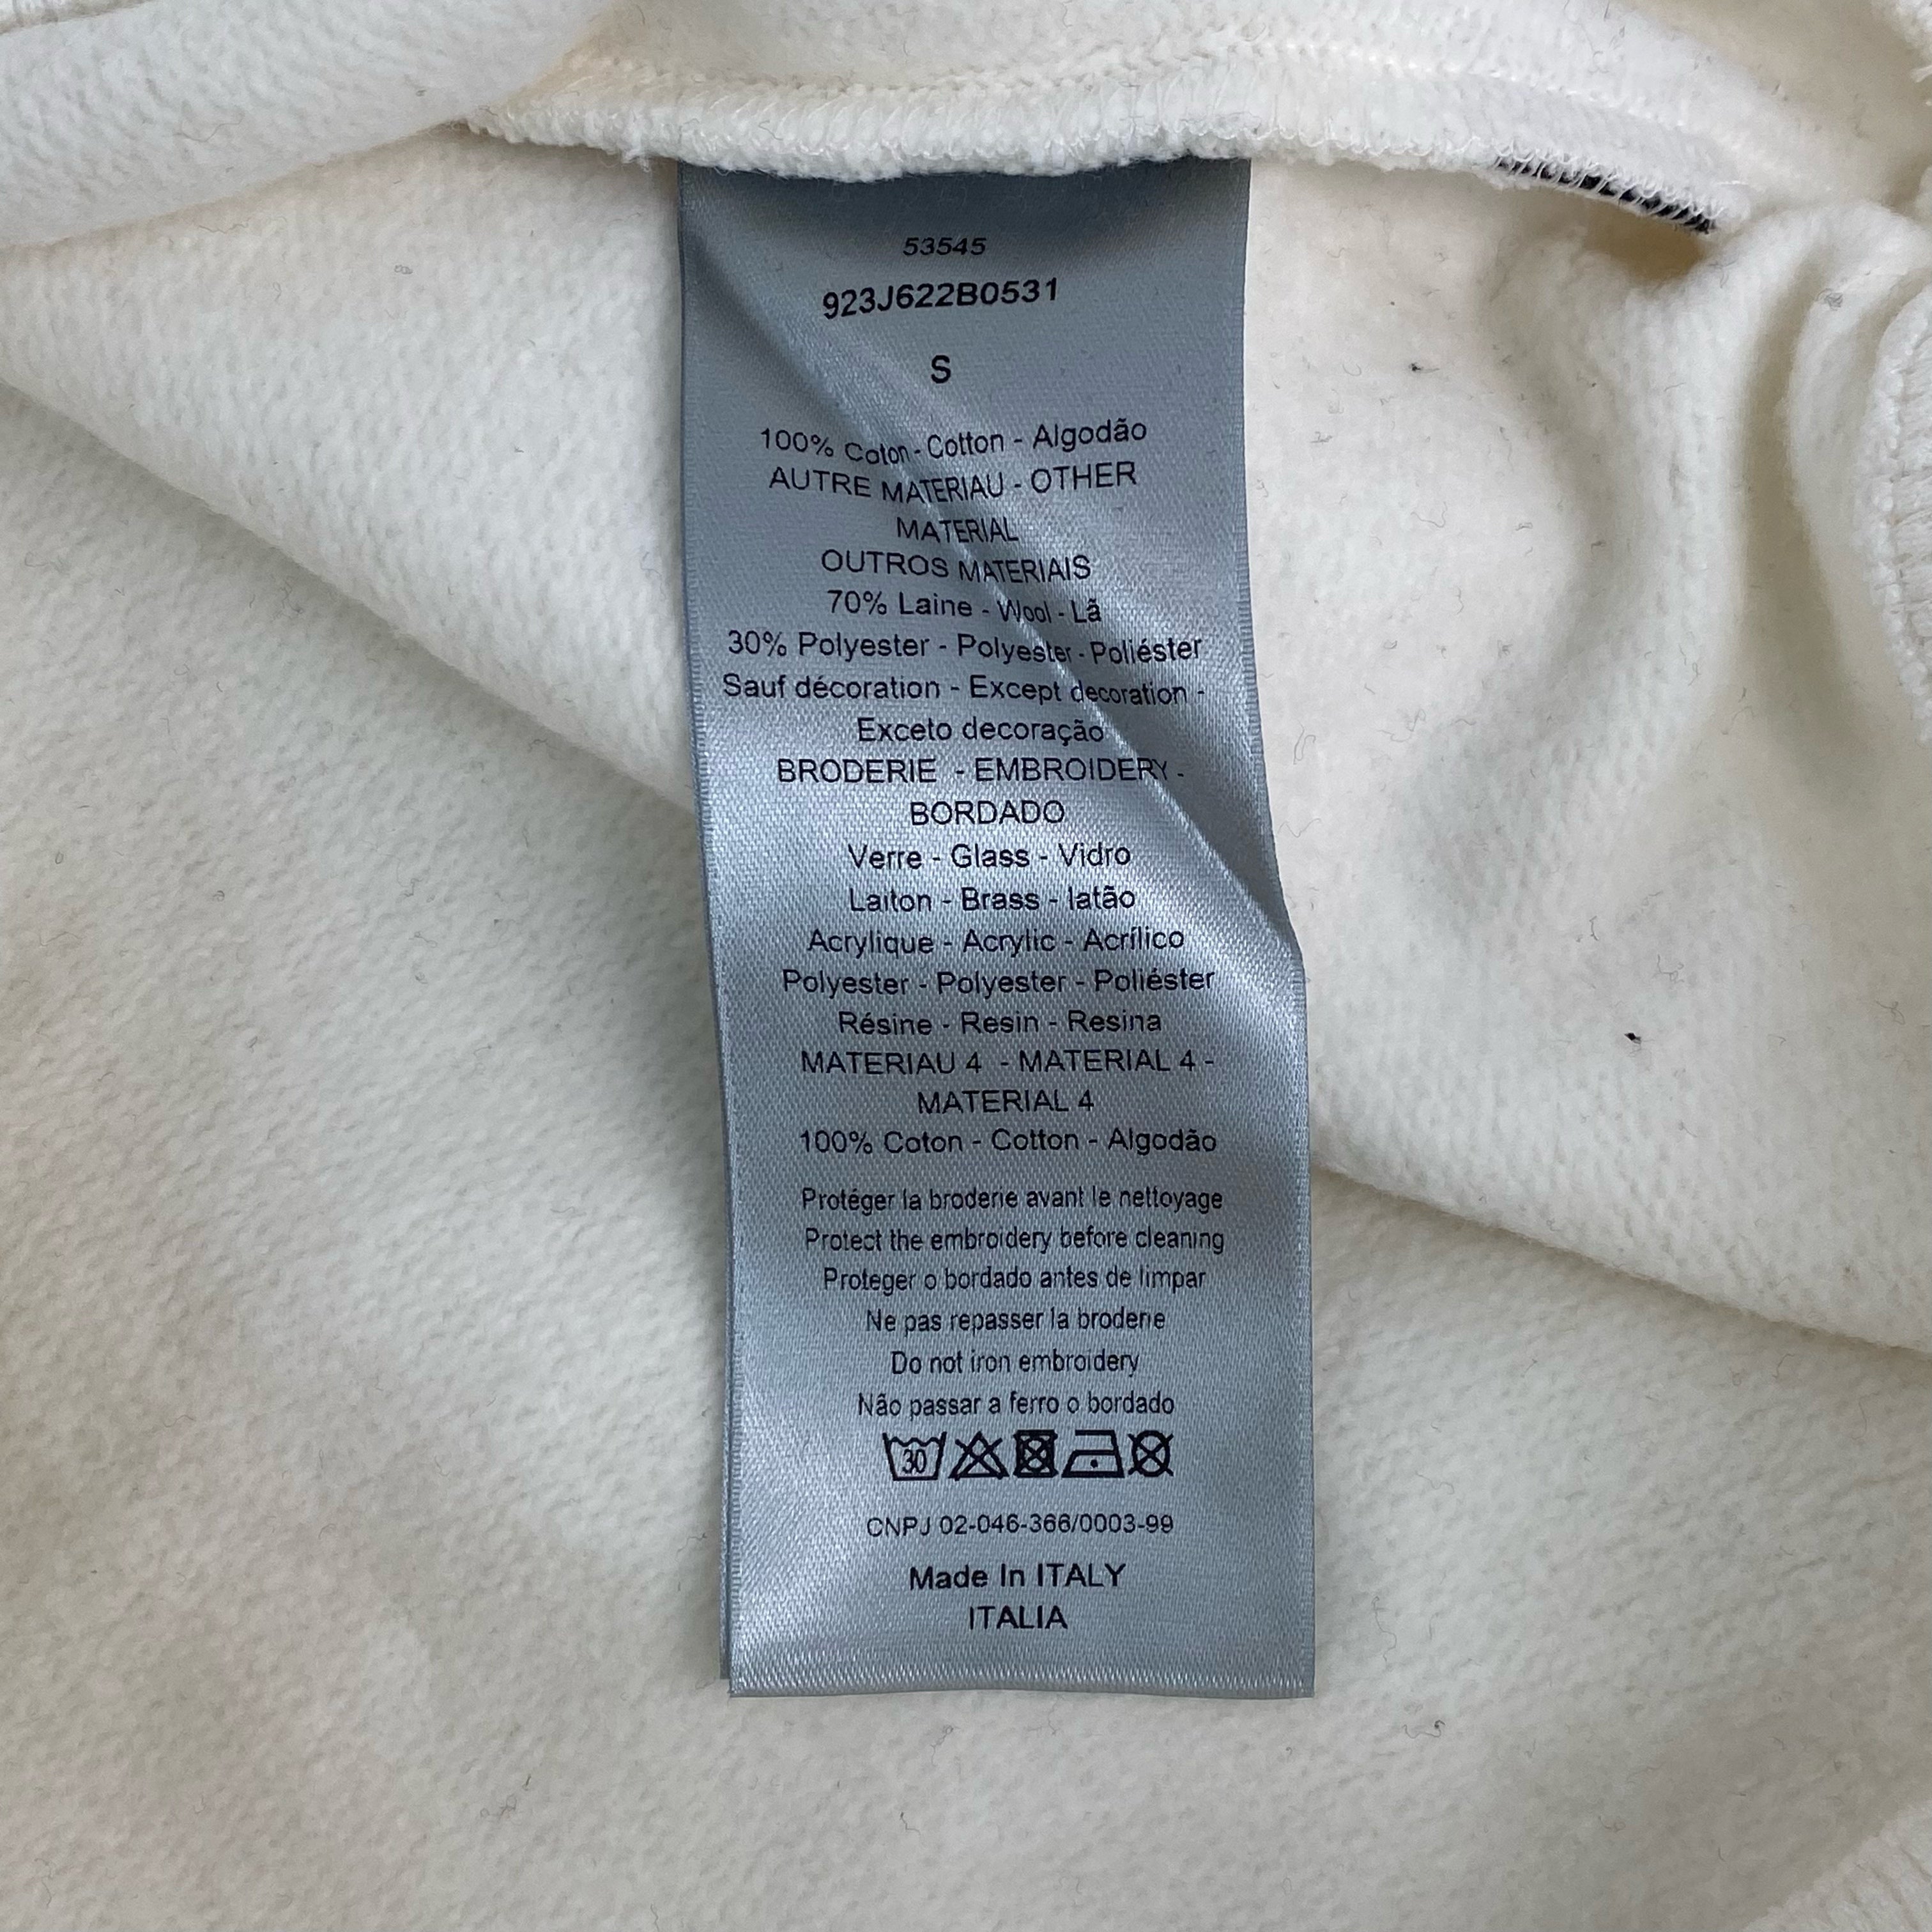 53545
923J622B0531
S
100% Coton - Cotton - Algodão
AUTRE MATERIAU - OTHER
MATERIAL
OUTROS MATERIAIS
70% Laine - Wool - Lã
30% Polyester - Polyester - Poliéster
Sauf décoration - Except decoration -
Exceto decoração
BRODERIE - EMBROIDERY -
BORDADO
Verre - Glass - Vidro
Laiton - Brass - latão
Acrylique - Acrylic - Acrílico
Polyester - Polyester - Poliéster
Résine - Resin - Resina
MATERIAU 4 - MATERIAL 4 -
MATERIAL 4
100% Coton - Cotton - Algodão
Protéger la broderie avant le nettoyage
Protect the embroidery before cleaning
Proteger o bordado antes de limpar
Ne pas repasser la broderie
Do not iron embroidery
Não passar a ferro o bordado
30
CNPJ 02-046-366/0003-99
Made In ITALY
ITALIA